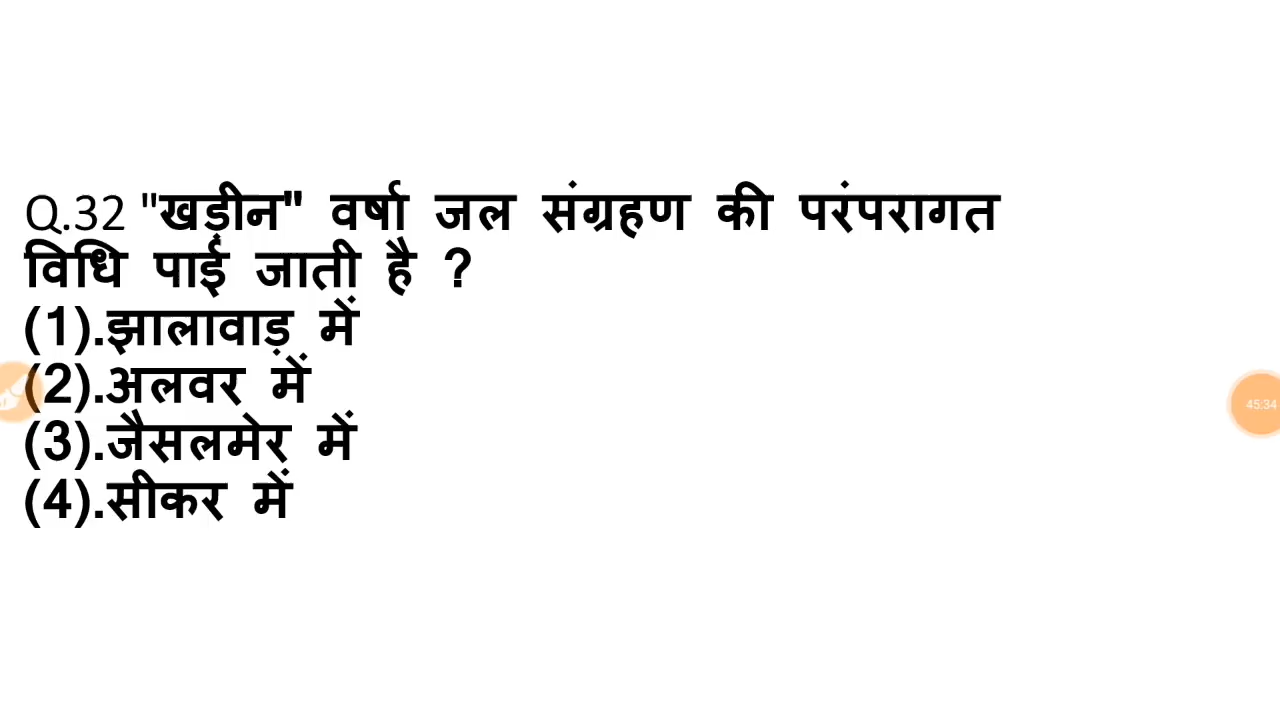 Q.32 "खड़ीन" वर्षा जल संग्रहण की परंपरागत
विधि पाई जाती है ?
(1).झालावाड़ में
(2).अलवर में
(3).जैसलमेर में
(4).सीकर में
45:34